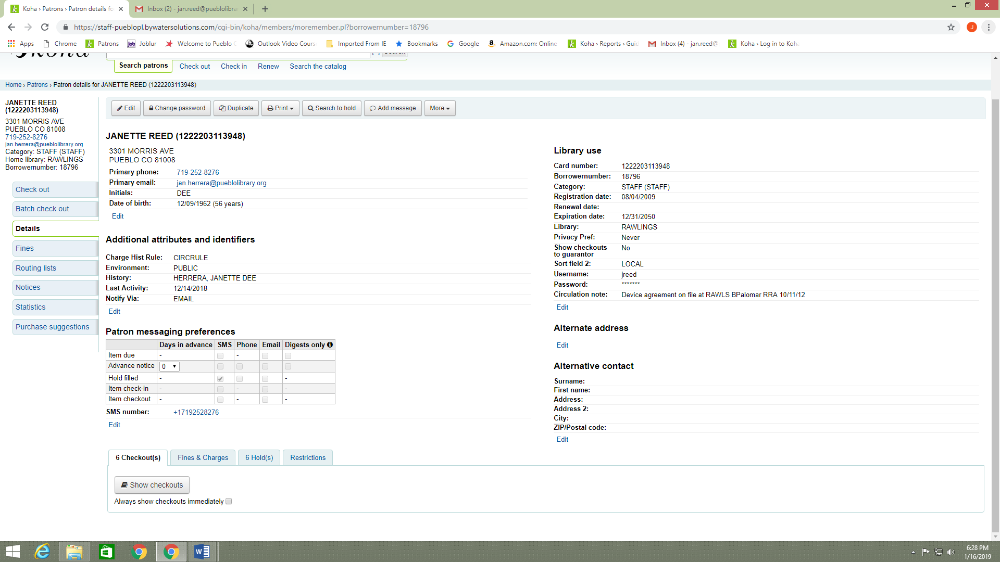 Koha › Patrons › Patron details fo
Inbox (2) - jan.reed@pueblolibra
https://staff-pueblopl.bywatersolutions.com/cgi-bin/koha/members/moremember.pl?borrowernumber=18796
J
Apps Chrome Patrons job Joblur Welcome to Pueblo C Outlook Video Cours Imported From IE Bookmarks Google Amazon.com: Online Koha › Reports › Guid Inbox (4) - jan.reed@ Koha › Log in to Koha
koha Search
Search patrons Check out Check in Renew Search the catalog
Home › Patrons › Patron details for JANETTE REED (1222203113948)
JANETTE REED
(1222203113948)
3301 MORRIS AVE
PUEBLO CO 81008
719-252-8276
jan.herrera@pueblolibrary.org
Category: STAFF (STAFF)
Home library: RAWLINGS
Borrowernumber: 18796
Check out
Batch check out
Details
Fines
Routing lists
Notices
Statistics
Purchase suggestions
Edit Change password Duplicate Print Search to hold Add message More
JANETTE REED (1222203113948)
3301 MORRIS AVE
PUEBLO CO 81008
Primary phone: 719-252-8276
Primary email: jan.herrera@pueblolibrary.org
Initials: DEE
Date of birth: 12/09/1962 (56 years)
Edit
Additional attributes and identifiers
Charge Hist Rule: CIRCRULE
Environment: PUBLIC
History: HERRERA, JANETTE DEE
Last Activity: 12/14/2018
Notify Via: EMAIL
Edit
Patron messaging preferences
Days in advance SMS Phone Email Digests only
Item due - -
Advance notice 0
Hold filled - -
Item check-in - - -
Item checkout - - -
SMS number: +17192528276
Edit
Library use
Card number: 1222203113948
Borrowernumber: 18796
Category: STAFF (STAFF)
Registration date: 08/04/2009
Renewal date:
Expiration date: 12/31/2050
Library: RAWLINGS
Privacy Pref: Never
Show checkouts No
to guarantor
Sort field 2: LOCAL
Username: jreed
Password: *******
Circulation note: Device agreement on file at RAWLS BPalomar RRA 10/11/12
Edit
Alternate address
Edit
Alternative contact
Surname:
First name:
Address:
Address 2:
City:
ZIP/Postal code:
Edit
6 Checkout(s) Fines & Charges 6 Hold(s) Restrictions
Show checkouts
Always show checkouts immediately
6:28 PM
1/16/2019